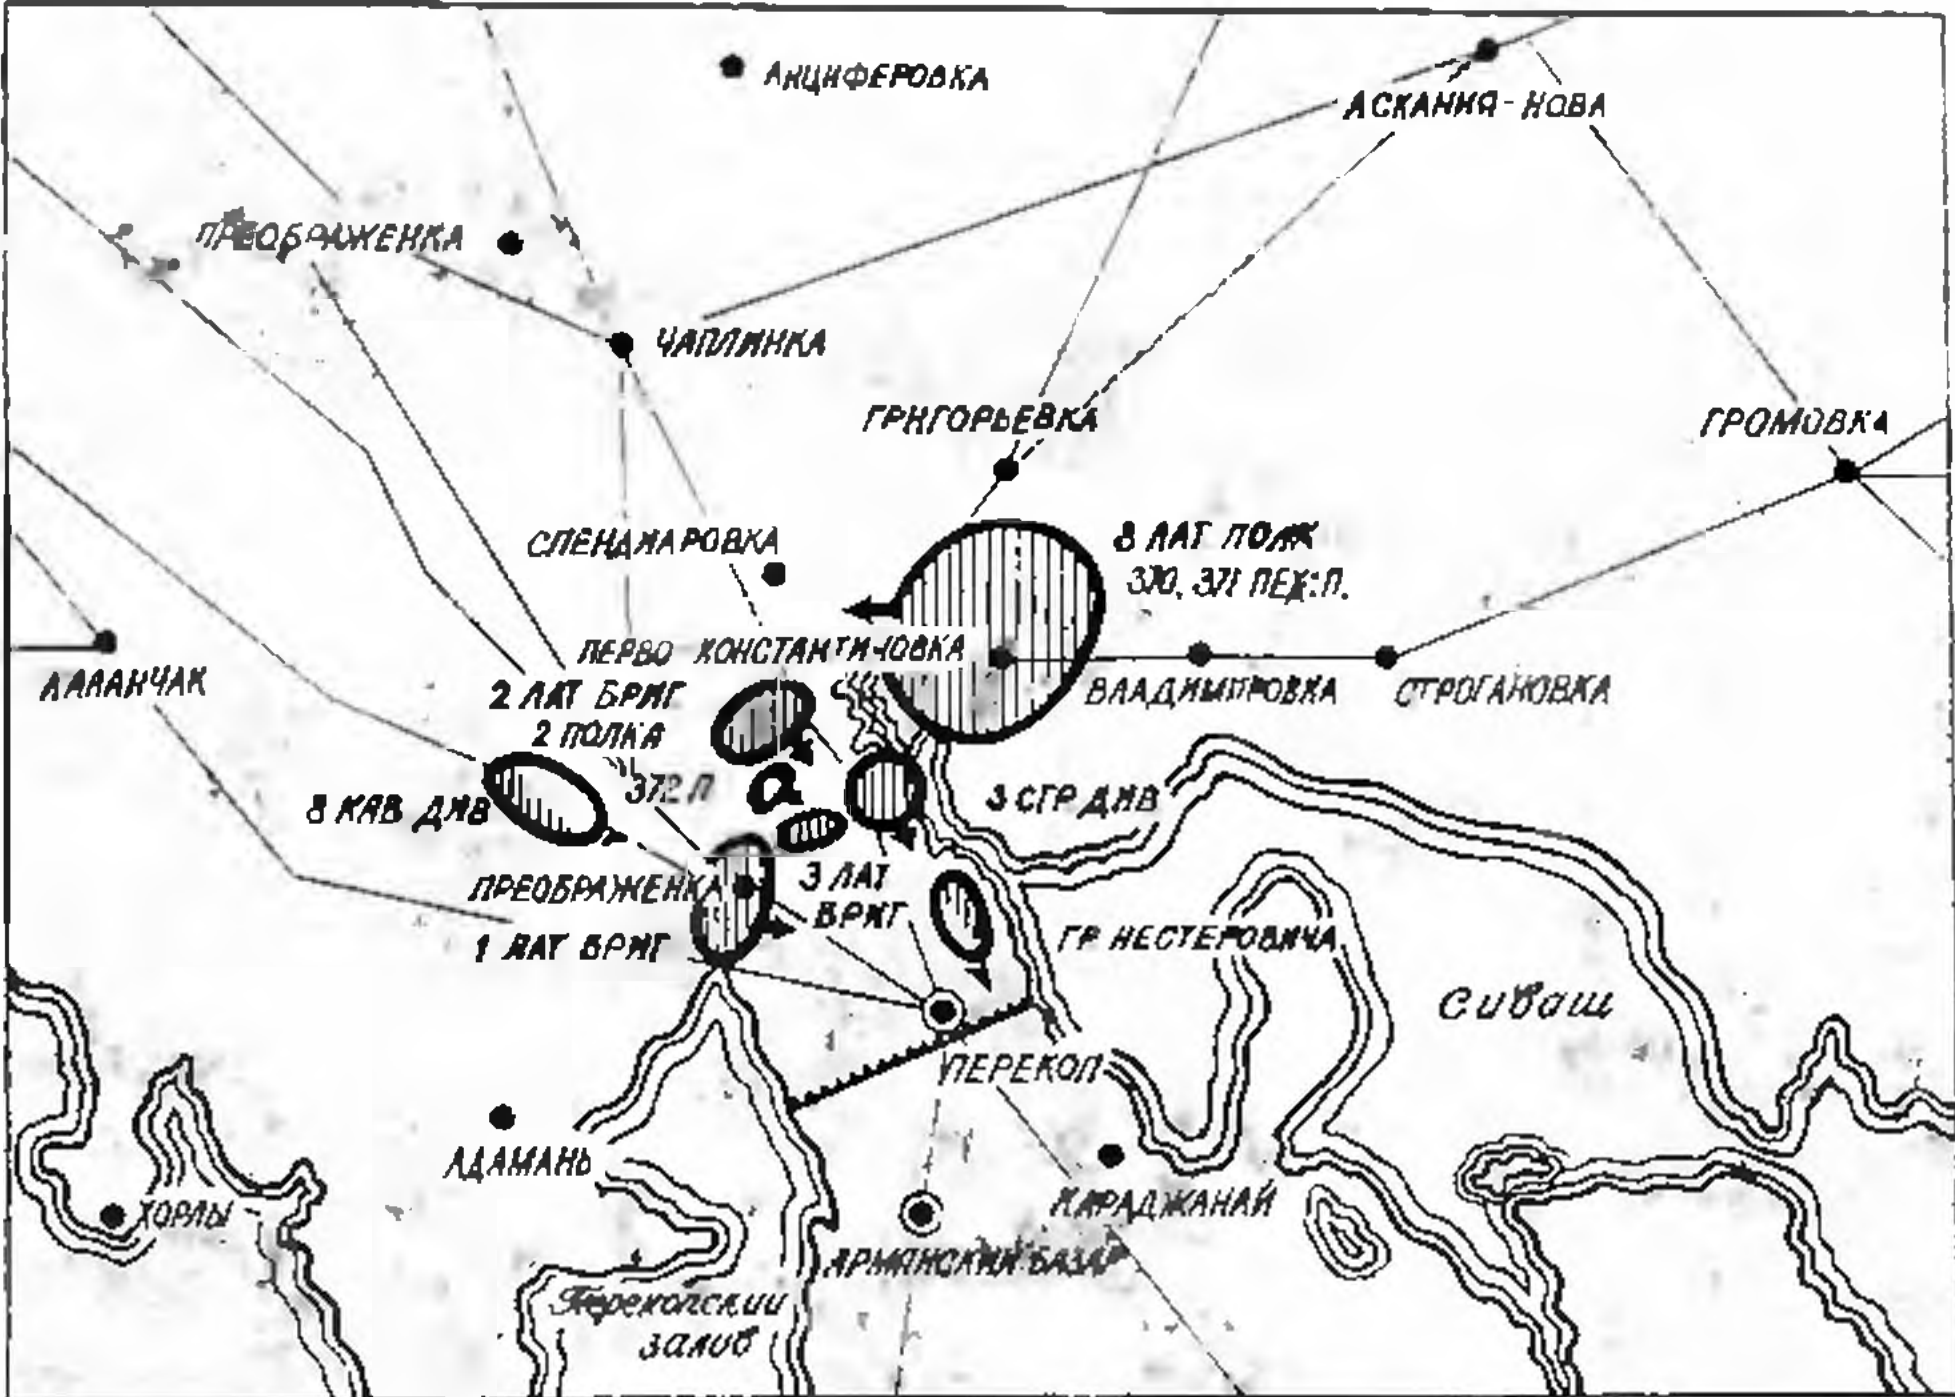 АНЦИФЕРОВКА
АСКАНИЯ-НОВА
ПРЕОБРАЖЕНКА
ЧАПЛИНКА
ГРИГОРЬЕВКА
ГРОМОВКА
8 ЛАТ ПОЛК
370, 371 ПЕХ. П.
ПЕРВО КОНСТАНТИНОВКА
2 ЛАТ БРИГ
2 ПОЛКА
ВЛАДИМИРОВКА
СТРОГАНОВКА
372 П
8 КАВ ДИВ
3 СТР ДИВ
ПРЕОБРАЖЕНКА
3 ЛАТ
БРИГ
1 ЛАТ БРИГ
ГР НЕСТЕРОВИЧА
Сиваш
ПЕРЕКОП
АДАМАНЬ
ХОРЛЫ
КАРАДЖАНАЙ
АРМЯНСКИЙ БАЗАР
Перекопский
залив